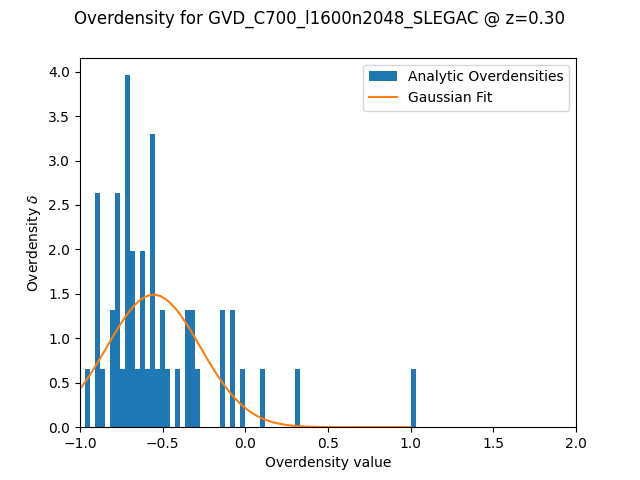 Overdensity for GVD_C700_l1600n2048_SLEGAC @ z=0.30
Analytic Overdensities
Gaussian Fit
Overdensity δ
4.0
3.5
3.0
2.5
2.0
1.5
1.0
0.5
0.0
−1.0 −0.5 0.0 0.5 1.0 1.5 2.0
Overdensity value